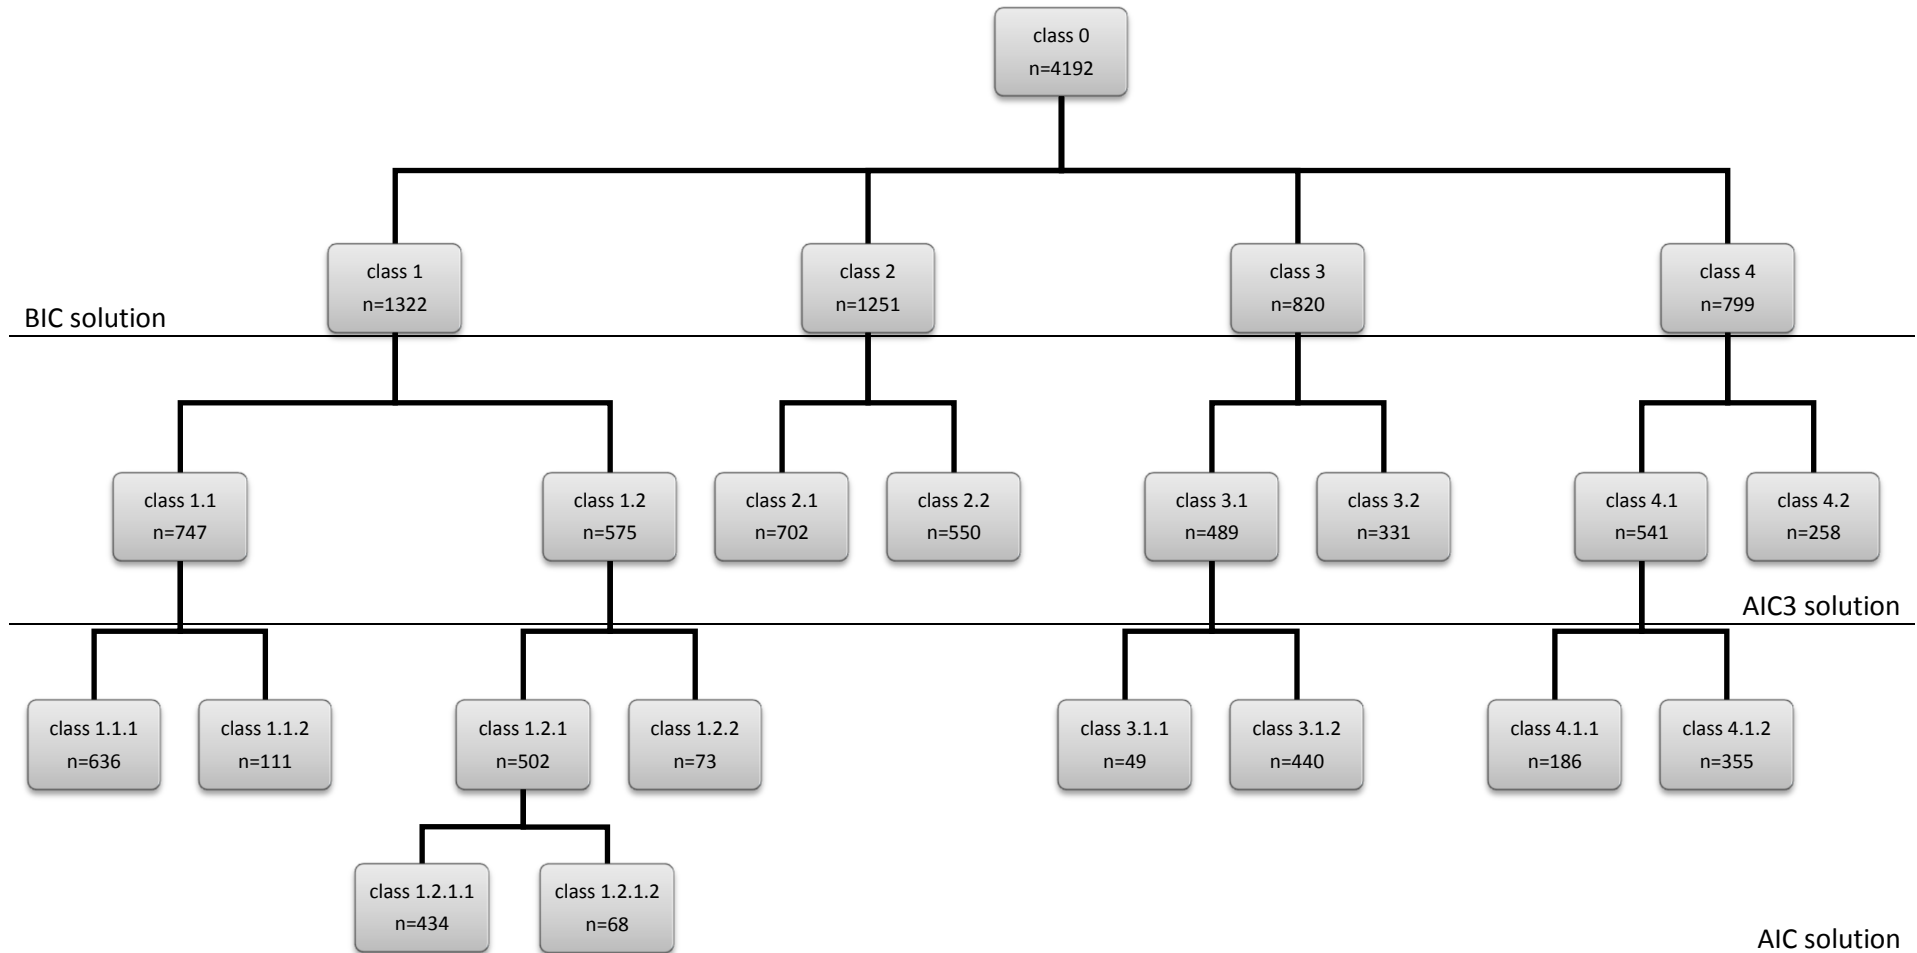 class 0
n=4192
class 1
n=1322
class 2
n=1251
class 3
n=820
class 4
n=799
BIC solution
class 1.1
n=747
class 1.2
n=575
class 2.1
n=702
class 2.2
n=550
class 3.1
n=489
class 3.2
n=331
class 4.1
n=541
class 4.2
n=258
AIC3 solution
class 1.1.1
n=636
class 1.1.2
n=111
class 1.2.1
n=502
class 1.2.2
n=73
class 3.1.1
n=49
class 3.1.2
n=440
class 4.1.1
n=186
class 4.1.2
n=355
class 1.2.1.1
n=434
class 1.2.1.2
n=68
AIC solution